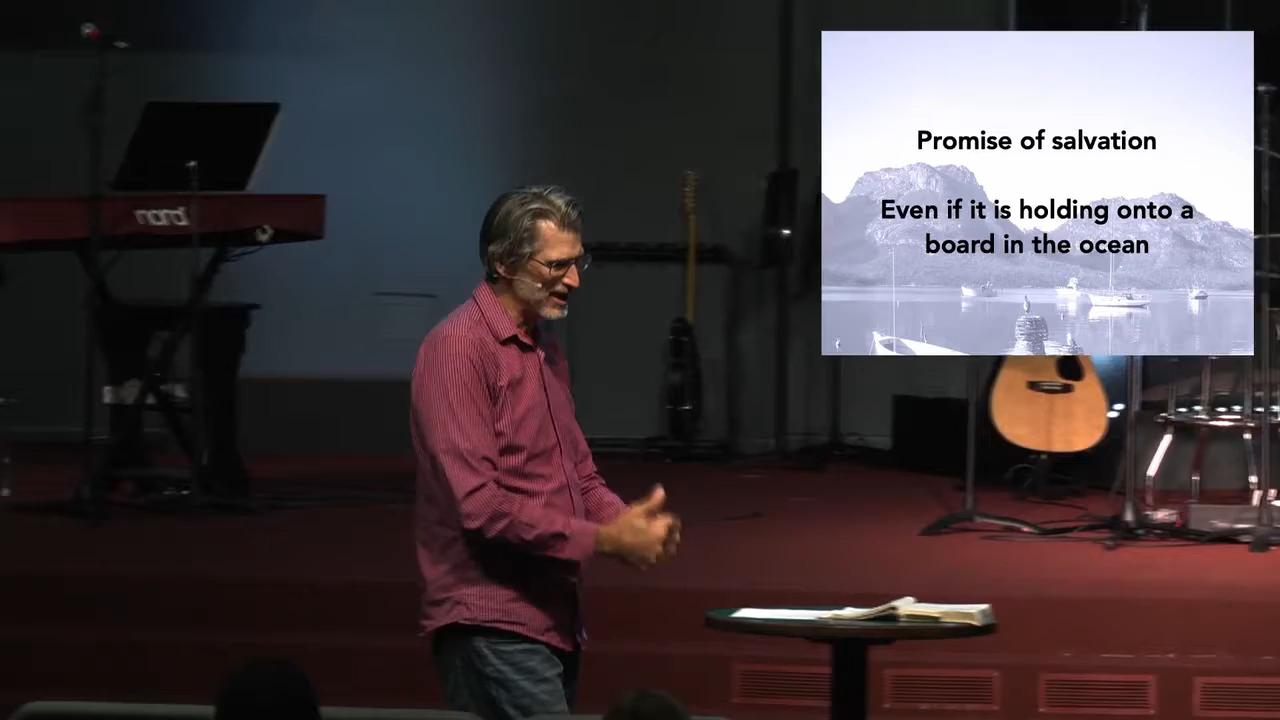 Promise of salvation
Even if it is holding onto a
board in the ocean
nord